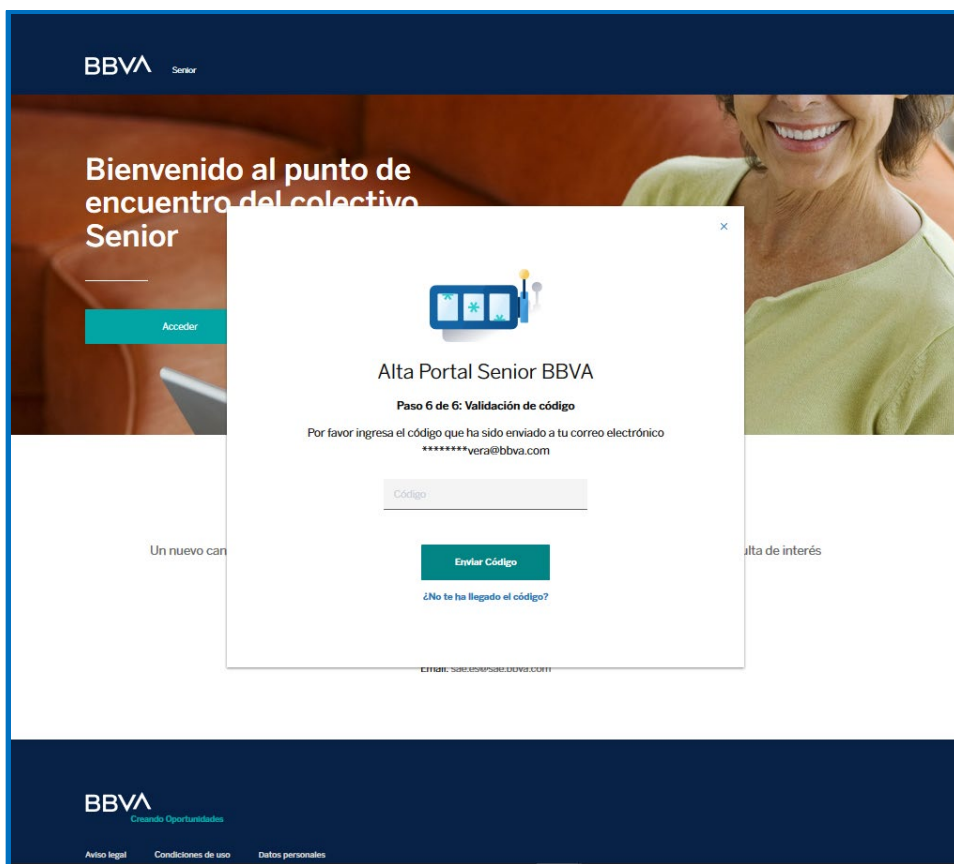 BBVA Senior
Bienvenido al punto de
encuentro del colectivo
Senior
Acceder
×
Alta Portal Senior BBVA
Paso 6 de 6: Validación de código
Por favor ingresa el código que ha sido enviado a tu correo electrónico
********vera@bbva.com
Código
Un nuevo can
ulta de interés
Enviar Código
¿No te ha llegado el código?
Email: sae.es@sae.bbva.com
BBVA
Creando Oportunidades
Aviso legal Condiciones de uso Datos personales